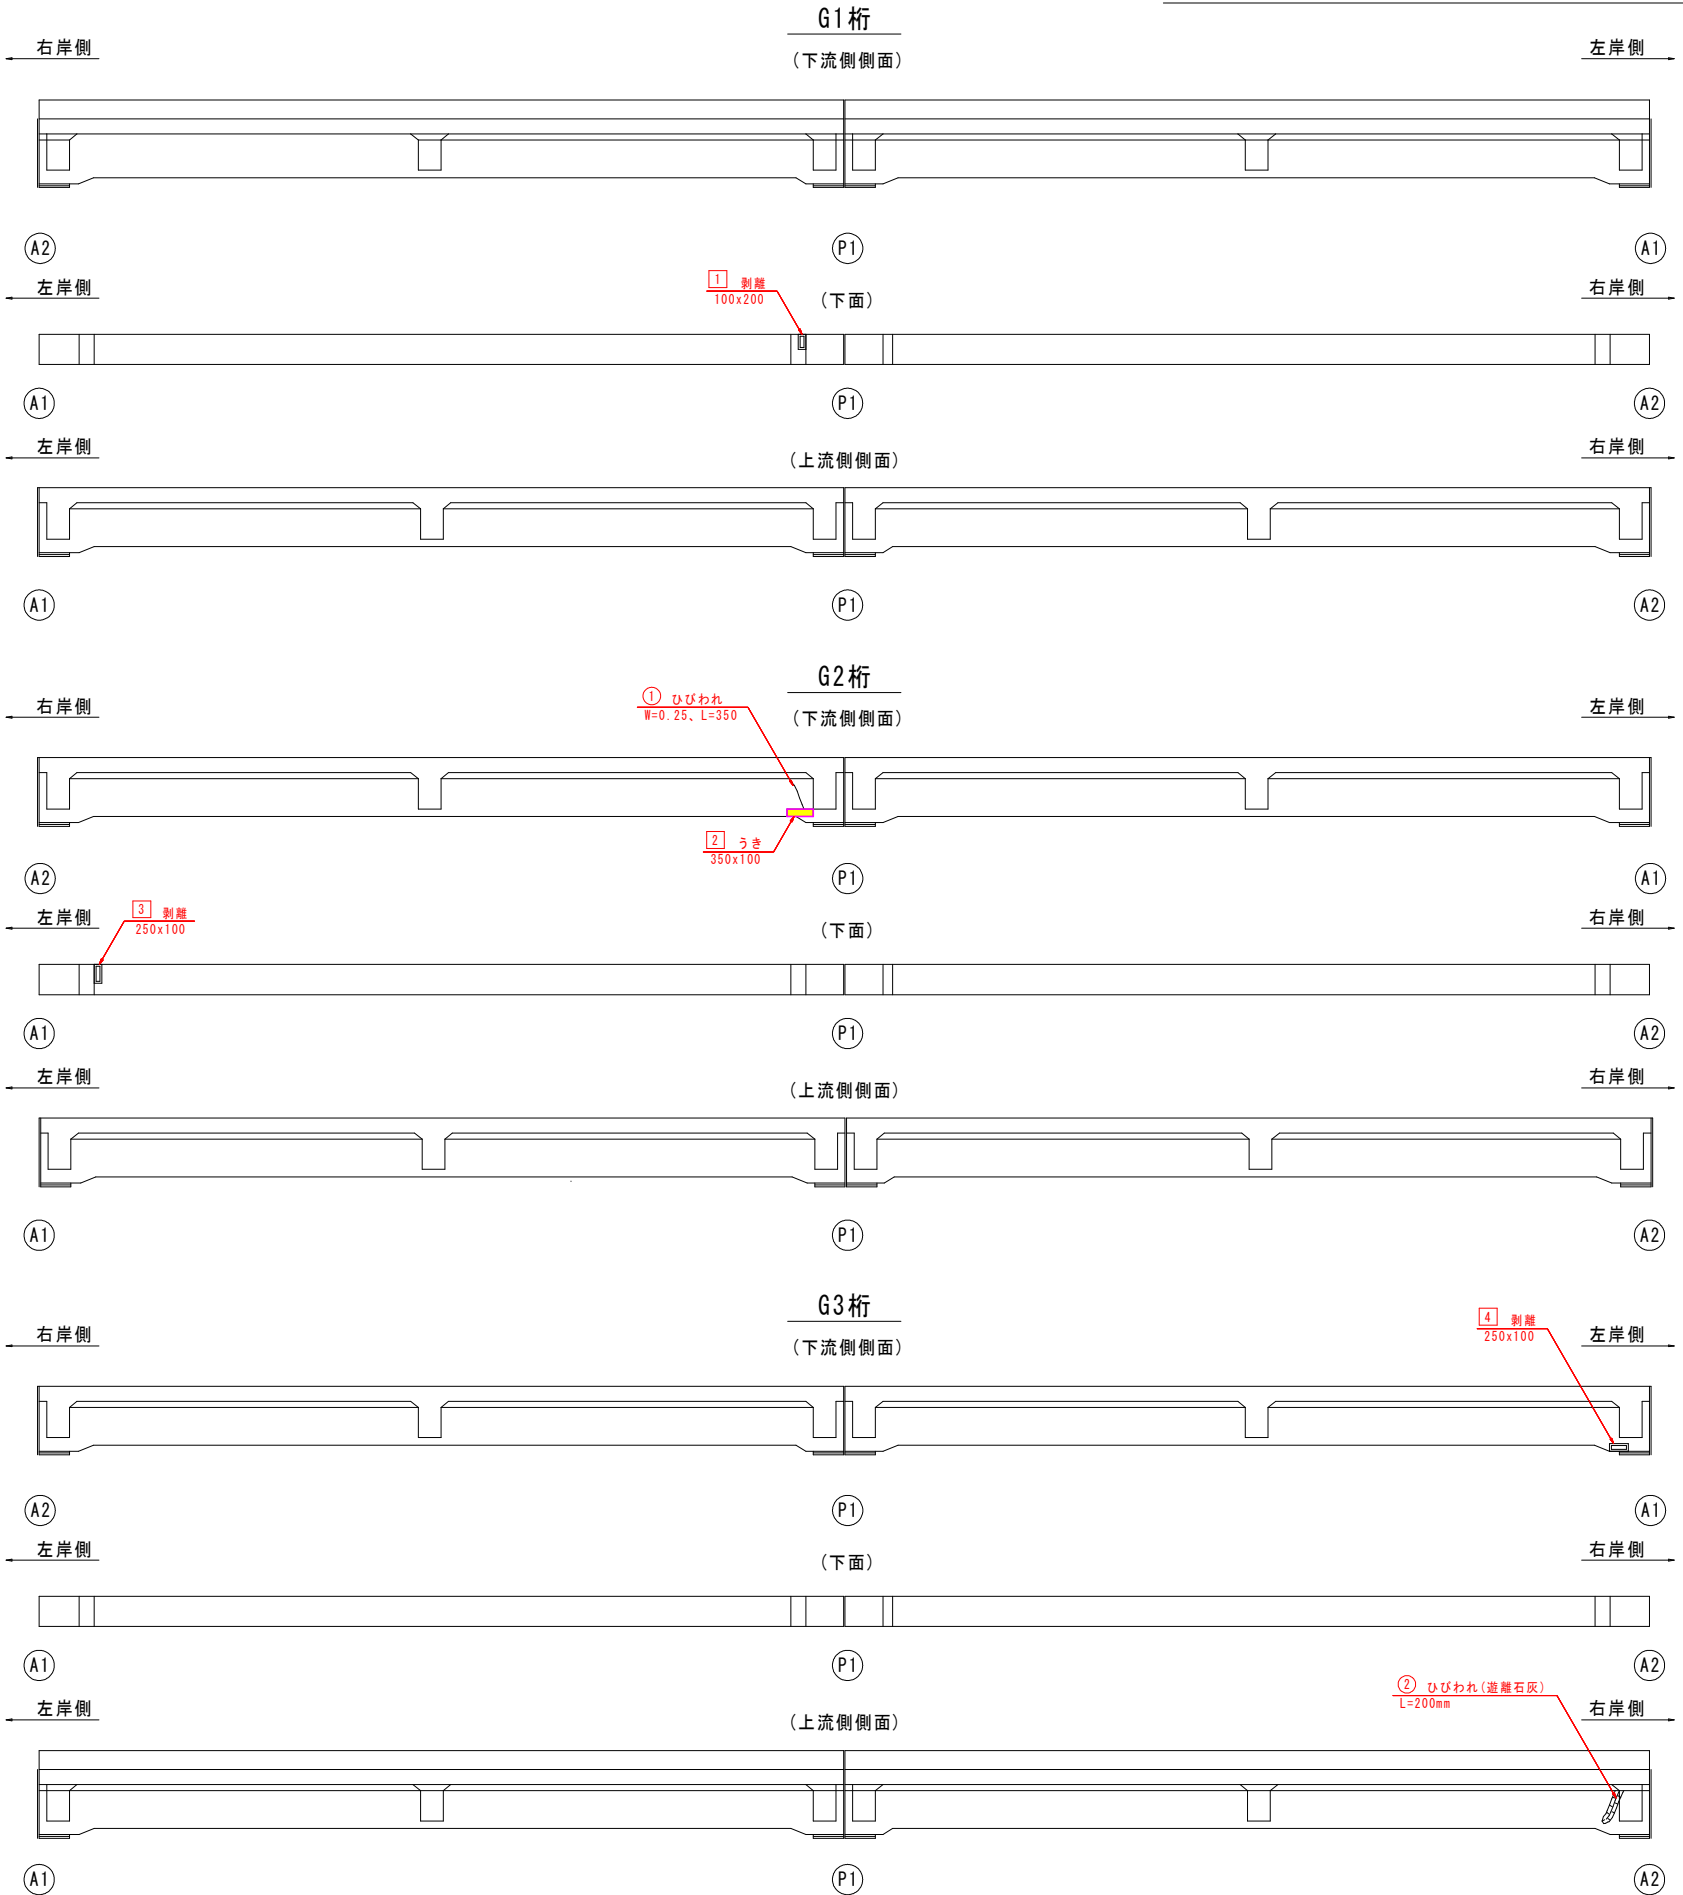 G1桁
右岸側
(下流側側面)
左岸側
A2
P1
A1
左岸側
1 剥離
100x200
(下面)
右岸側
A1
P1
A2
左岸側
(上流側側面)
右岸側
A1
P1
A2
G2桁
右岸側
① ひびわれ
W=0.25、L=350
(下流側側面)
左岸側
2 うき
350x100
A2
P1
A1
左岸側
3 剥離
250x100
(下面)
右岸側
A1
P1
A2
左岸側
(上流側側面)
右岸側
A1
P1
A2
G3桁
右岸側
(下流側側面)
4 剥離
250x100
左岸側
A2
P1
A1
左岸側
(下面)
右岸側
A1
P1
A2
左岸側
(上流側側面)
② ひびわれ(遊離石灰)
L=200mm
右岸側
A1
P1
A2